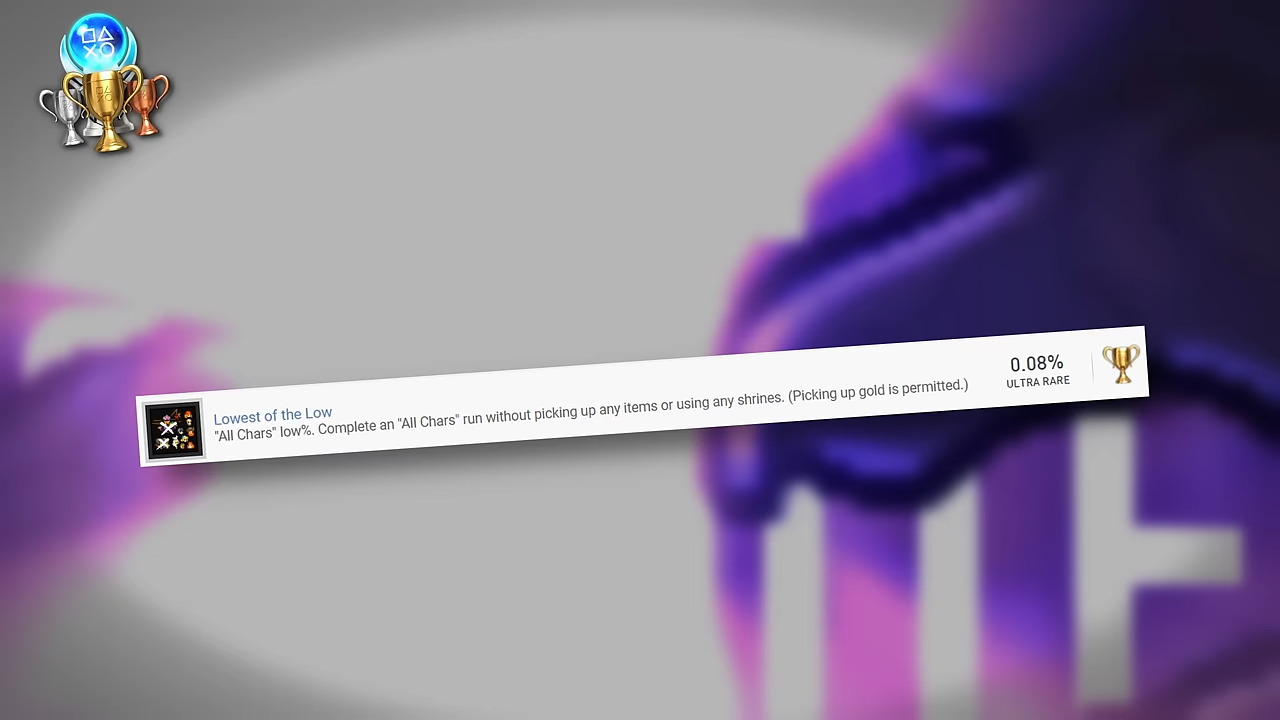 Lowest of the Low
"All Chars" low%. Complete an "All Chars" run without picking up any items or using any shrines. (Picking up gold is permitted.)
0.08%
ULTRA RARE